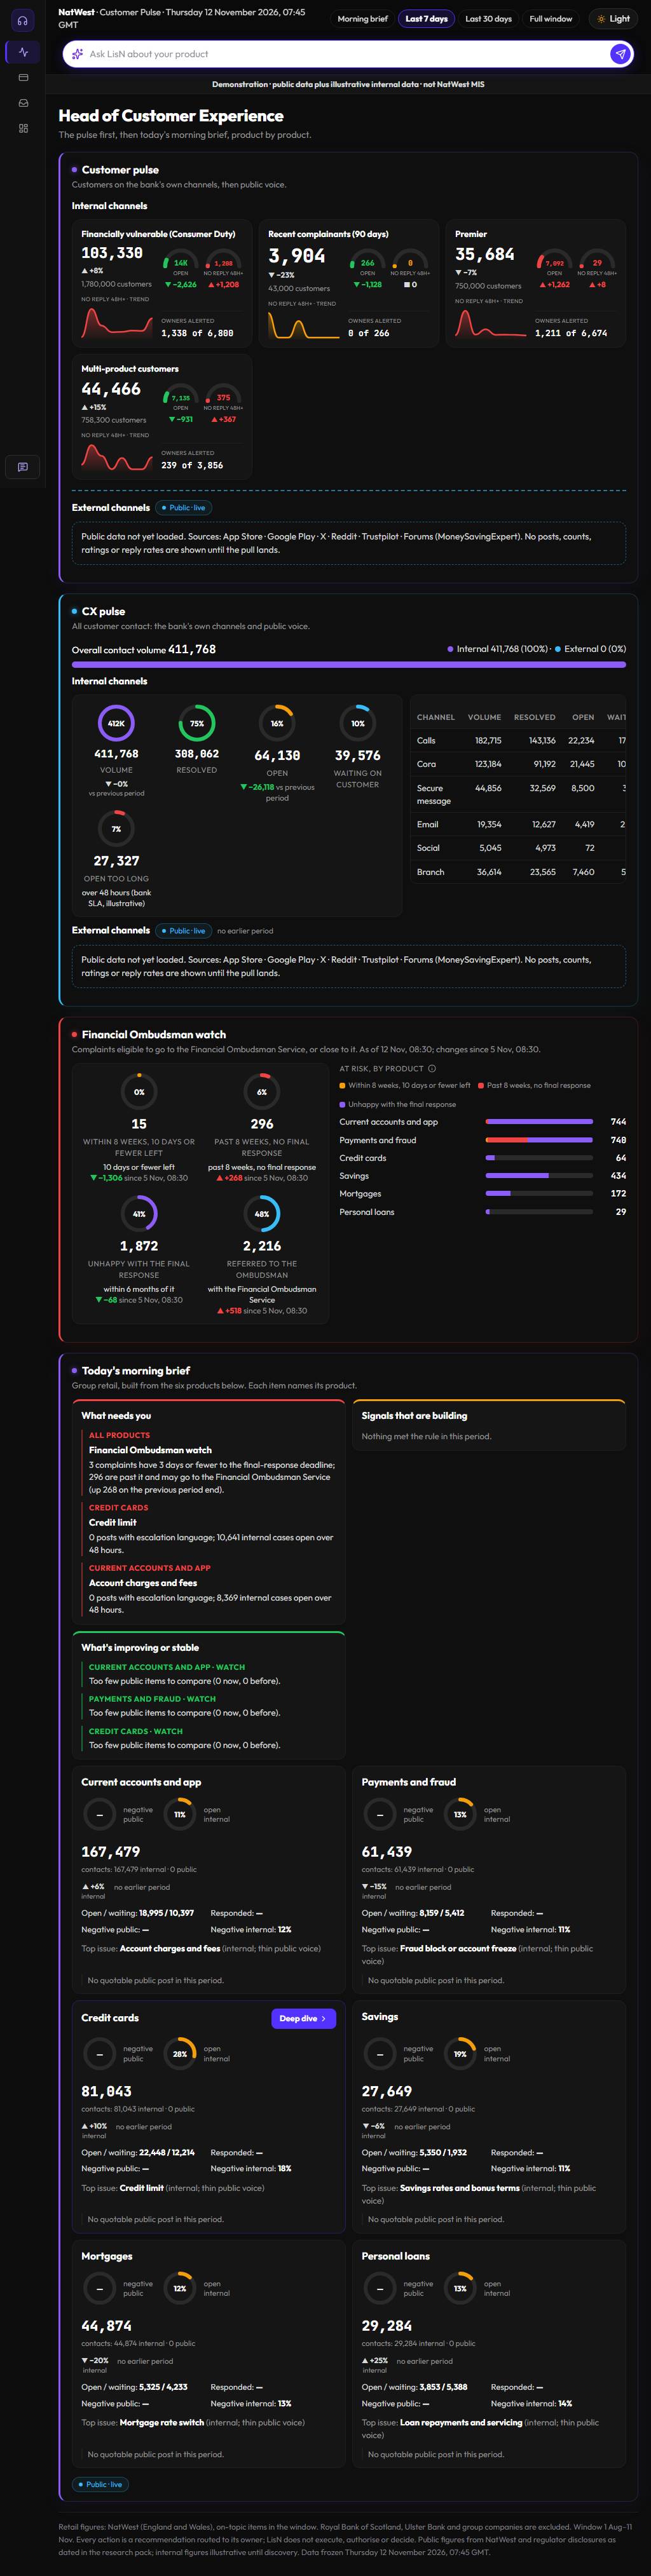 NatWest · Customer Pulse · Thursday 12 November 2026, 07:45 GMT
Morning brief
Last 7 days
Last 30 days
Full window
Light
Ask LisN about your product
Demonstration · public data plus illustrative internal data · not NatWest MIS
Head of Customer Experience
The pulse first, then today's morning brief, product by product.
Customer pulse
Customers on the bank's own channels, then public voice.
Internal channels
Financially vulnerable (Consumer Duty)
103,330
▲ +8%
1,780,000 customers
14K
OPEN
▼ −2,626
1,208
NO REPLY 48H+
▲ +1,208
NO REPLY 48H+ · TREND
OWNERS ALERTED
1,338 of 6,800
Recent complainants (90 days)
3,904
▼ −23%
43,000 customers
266
OPEN
▼ −1,128
0
NO REPLY 48H+
■ 0
NO REPLY 48H+ · TREND
OWNERS ALERTED
0 of 266
Premier
35,684
▼ −7%
750,000 customers
7,092
OPEN
▲ +1,262
29
NO REPLY 48H+
▲ +8
NO REPLY 48H+ · TREND
OWNERS ALERTED
1,211 of 6,674
Multi-product customers
44,466
▲ +15%
758,300 customers
7,135
OPEN
▼ −931
375
NO REPLY 48H+
▲ +367
NO REPLY 48H+ · TREND
OWNERS ALERTED
239 of 3,856
External channels
Public · live
Public data not yet loaded. Sources: App Store · Google Play · X · Reddit · Trustpilot · Forums (MoneySavingExpert). No posts, counts,
ratings or reply rates are shown until the pull lands.
CX pulse
All customer contact: the bank's own channels and public voice.
Overall contact volume 411,768
Internal 411,768 (100%) · External 0 (0%)
Internal channels
412K
411,768
VOLUME
▼ −0%
vs previous period
75%
308,062
RESOLVED
16%
64,130
OPEN
▼ −26,118 vs previous
period
10%
39,576
WAITING ON
CUSTOMER
7%
27,327
OPEN TOO LONG
over 48 hours (bank
SLA, illustrative)
CHANNEL VOLUME RESOLVED OPEN WAIT
Calls 182,715 143,136 22,234 17
Cora 123,184 91,192 21,445 10
Secure message 44,856 32,569 8,500 3
Email 19,354 12,627 4,419 2
Social 5,045 4,973 72
Branch 36,614 23,565 7,460 5
External channels
Public · live
no earlier period
Public data not yet loaded. Sources: App Store · Google Play · X · Reddit · Trustpilot · Forums (MoneySavingExpert). No posts, counts,
ratings or reply rates are shown until the pull lands.
Financial Ombudsman watch
Complaints eligible to go to the Financial Ombudsman Service, or close to it. As of 12 Nov, 08:30; changes since 5 Nov, 08:30.
0%
15
WITHIN 8 WEEKS, 10 DAYS OR
FEWER LEFT
10 days or fewer left
▼ −1,306 since 5 Nov, 08:30
6%
296
PAST 8 WEEKS, NO FINAL
RESPONSE
past 8 weeks, no final response
▲ +268 since 5 Nov, 08:30
41%
1,872
UNHAPPY WITH THE FINAL
RESPONSE
within 6 months of it
▼ −68 since 5 Nov, 08:30
48%
2,216
REFERRED TO THE
OMBUDSMAN
with the Financial Ombudsman
Service
▲ +518 since 5 Nov, 08:30
AT RISK, BY PRODUCT
Within 8 weeks, 10 days or fewer left
Past 8 weeks, no final response
Unhappy with the final response
Current accounts and app 744
Payments and fraud 740
Credit cards 64
Savings 434
Mortgages 172
Personal loans 29
Today's morning brief
Group retail, built from the six products below. Each item names its product.
What needs you
ALL PRODUCTS
Financial Ombudsman watch
3 complaints have 3 days or fewer to the final-response deadline;
296 are past it and may go to the Financial Ombudsman Service
(up 268 on the previous period end).
CREDIT CARDS
Credit limit
0 posts with escalation language; 10,641 internal cases open over
48 hours.
CURRENT ACCOUNTS AND APP
Account charges and fees
0 posts with escalation language; 8,369 internal cases open over
48 hours.
Signals that are building
Nothing met the rule in this period.
What's improving or stable
CURRENT ACCOUNTS AND APP · WATCH
Too few public items to compare (0 now, 0 before).
PAYMENTS AND FRAUD · WATCH
Too few public items to compare (0 now, 0 before).
CREDIT CARDS · WATCH
Too few public items to compare (0 now, 0 before).
Current accounts and app
–
negative
public
11%
open
internal
167,479
contacts: 167,479 internal · 0 public
▲ +6%
internal
no earlier period
Open / waiting: 18,995 / 10,397
Responded: —
Negative public: —
Negative internal: 12%
Top issue: Account charges and fees (internal; thin public voice)
No quotable public post in this period.
Payments and fraud
–
negative
public
13%
open
internal
61,439
contacts: 61,439 internal · 0 public
▼ −15%
internal
no earlier period
Open / waiting: 8,159 / 5,412
Responded: —
Negative public: —
Negative internal: 11%
Top issue: Fraud block or account freeze (internal; thin public
voice)
No quotable public post in this period.
Credit cards
Deep dive
–
negative
public
28%
open
internal
81,043
contacts: 81,043 internal · 0 public
▲ +10%
internal
no earlier period
Open / waiting: 22,448 / 12,214
Responded: —
Negative public: —
Negative internal: 18%
Top issue: Credit limit (internal; thin public voice)
No quotable public post in this period.
Savings
–
negative
public
19%
open
internal
27,649
contacts: 27,649 internal · 0 public
▼ −6%
internal
no earlier period
Open / waiting: 5,350 / 1,932
Responded: —
Negative public: —
Negative internal: 11%
Top issue: Savings rates and bonus terms (internal; thin public
voice)
No quotable public post in this period.
Mortgages
–
negative
public
12%
open
internal
44,874
contacts: 44,874 internal · 0 public
▼ −20%
internal
no earlier period
Open / waiting: 5,325 / 4,233
Responded: —
Negative public: —
Negative internal: 13%
Top issue: Mortgage rate switch (internal; thin public voice)
No quotable public post in this period.
Personal loans
–
negative
public
13%
open
internal
29,284
contacts: 29,284 internal · 0 public
▲ +25%
internal
no earlier period
Open / waiting: 3,853 / 5,388
Responded: —
Negative public: —
Negative internal: 14%
Top issue: Loan repayments and servicing (internal; thin public
voice)
No quotable public post in this period.
Public · live
Retail figures: NatWest (England and Wales), on-topic items in the window. Royal Bank of Scotland, Ulster Bank and group companies are excluded. Window 1 Aug–11
Nov. Every action is a recommendation routed to its owner; LisN does not execute, authorise or decide. Public figures from NatWest and regulator disclosures as
dated in the research pack; internal figures illustrative until discovery. Data frozen Thursday 12 November 2026, 07:45 GMT.